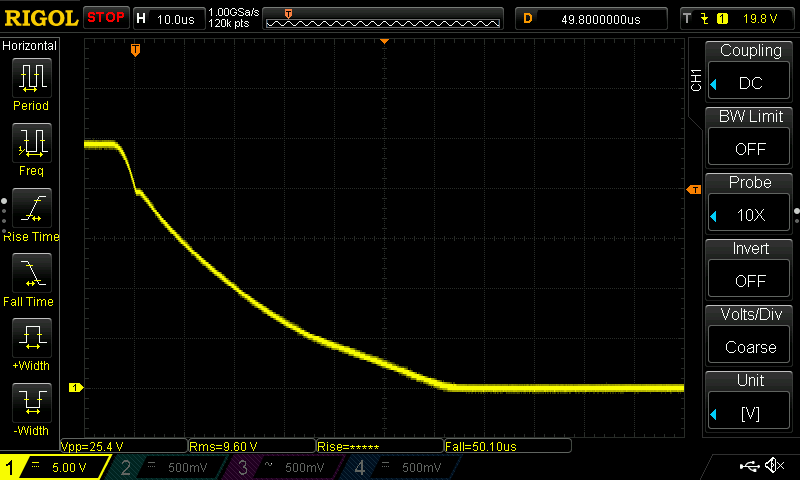 RIGOL STOP H 10.0us 1.00GSa/s
120k pts D 49.8000000us T 1 19.8 V
Horizontal
Period
Freq
Rise Time
Fall Time
+Width
-Width
T
T
1
CH1
Coupling
DC
BW Limit
OFF
Probe
10X
Invert
OFF
Volts/Div
Coarse
Unit
[V]
Vpp=25.4 V Rms=9.60 V Rise=***** Fall=50.10us
1 5.00 V 2 500mV 3 ~ 500mV 4 500mV